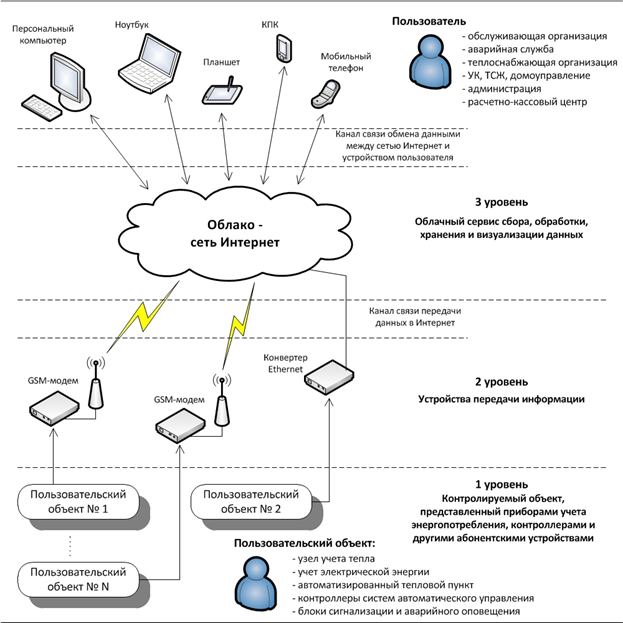 Персональный
компьютер
Ноутбук
Планшет
КПК
Мобильный
телефон
Пользователь
- обслуживающая организация
- аварийная служба
- теплоснабжающая организация
- УК, ТСЖ, домоуправление
- администрация
- расчетно-кассовый центр
Канал связи обмена данными
между сетью Интернет и
устройством пользователя
Облако -
сеть Интернет
3 уровень
Облачный сервис сбора, обработки,
хранения и визуализации данных
Канал связи передачи
данных в Интернет
GSM-модем
GSM-модем
Конвертер
Ethernet
2 уровень
Устройства передачи информации
1 уровень
Контролируемый объект,
представленный приборами учета
энергопотребления, контроллерами и
другими абонентскими устройствами
Пользовательский
объект № 1
Пользовательский
объект № 2
Пользовательский
объект № N
Пользовательский объект:
- узел учета тепла
- учет электрической энергии
- автоматизированный тепловой пункт
- контроллеры систем автоматического управления
- блоки сигнализации и аварийного оповещения